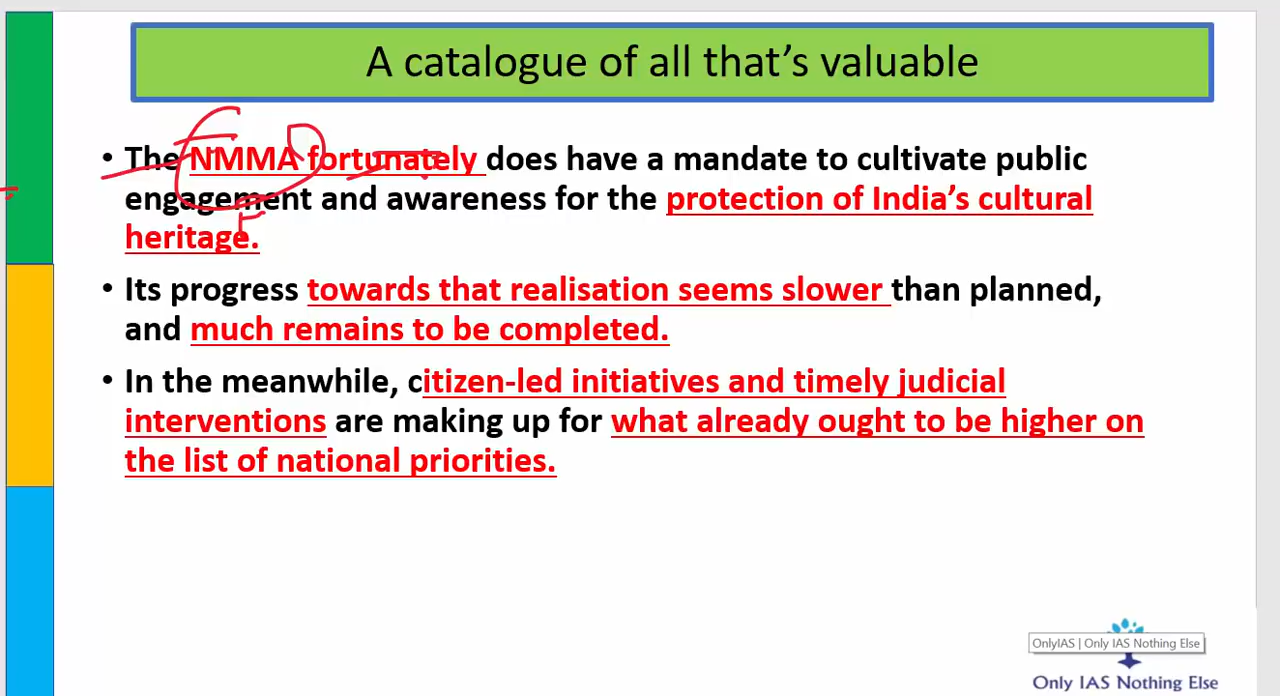 A catalogue of all that's valuable
• The NMMA fortunately does have a mandate to cultivate public
engagement and awareness for the protection of India's cultural
heritage.
• Its progress towards that realisation seems slower than planned,
and much remains to be completed.
• In the meanwhile, citizen-led initiatives and timely judicial
interventions are making up for what already ought to be higher on
the list of national priorities.
OnlyIAS | Only IAS Nothing Else
Only IAS Nothing Else